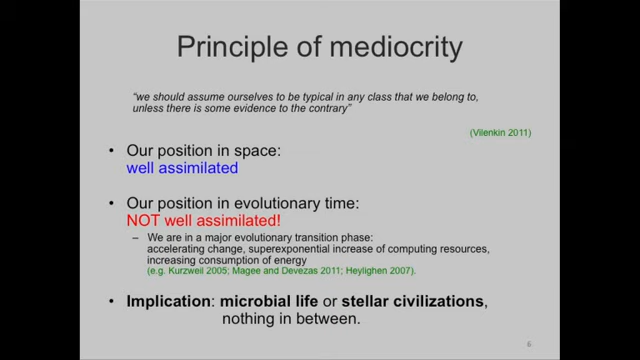 Principle of mediocrity
“we should assume ourselves to be typical in any class that we belong to,
unless there is some evidence to the contrary”
(Vilenkin 2011)
• Our position in space:
well assimilated
• Our position in evolutionary time:
NOT well assimilated!
– We are in a major evolutionary transition phase:
accelerating change, superexponential increase of computing resources,
increasing consumption of energy
(e.g. Kurzweil 2005; Magee and Devezas 2011; Heylighen 2007).
• Implication: microbial life or stellar civilizations,
nothing in between.
6